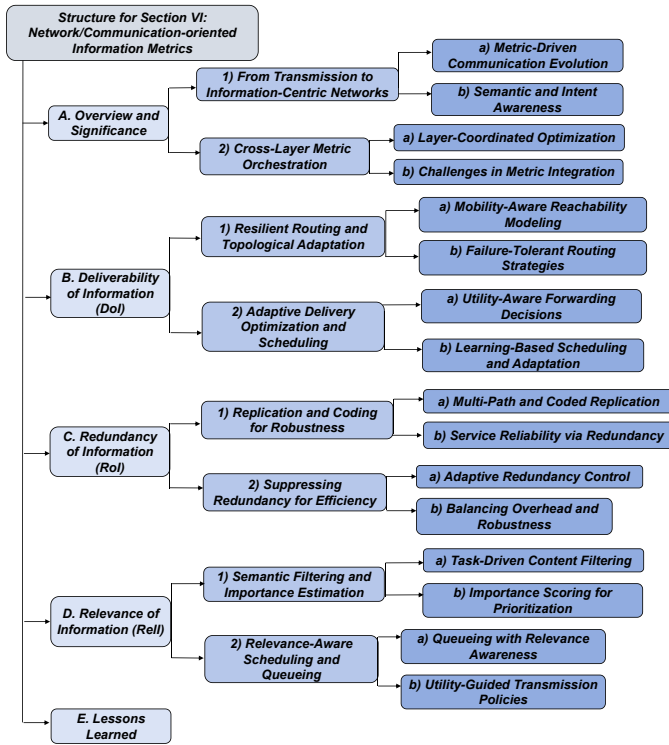 Structure for Section VI:
Network/Communication-oriented
Information Metrics
A. Overview and
Significance
1) From Transmission to
Information-Centric Networks
a) Metric-Driven
Communication Evolution
b) Semantic and Intent
Awareness
2) Cross-Layer Metric
Orchestration
a) Layer-Coordinated Optimization
b) Challenges in Metric Integration
B. Deliverability of
Information (DoI)
1) Resilient Routing and
Topological Adaptation
a) Mobility-Aware Reachability
Modeling
b) Failure-Tolerant Routing
Strategies
2) Adaptive Delivery
Optimization and
Scheduling
a) Utility-Aware Forwarding
Decisions
b) Learning-Based Scheduling
and Adaptation
C. Redundancy
of Information
(RoI)
1) Replication and Coding
for Robustness
a) Multi-Path and Coded Replication
b) Service Reliability via Redundancy
2) Suppressing
Redundancy for Efficiency
a) Adaptive Redundancy Control
b) Balancing Overhead and
Robustness
D. Relevance of
Information (RelI)
1) Semantic Filtering and
Importance Estimation
a) Task-Driven Content Filtering
b) Importance Scoring for
Prioritization
2) Relevance-Aware
Scheduling and
Queueing
a) Queueing with Relevance
Awareness
b) Utility-Guided Transmission
Policies
E. Lessons
Learned